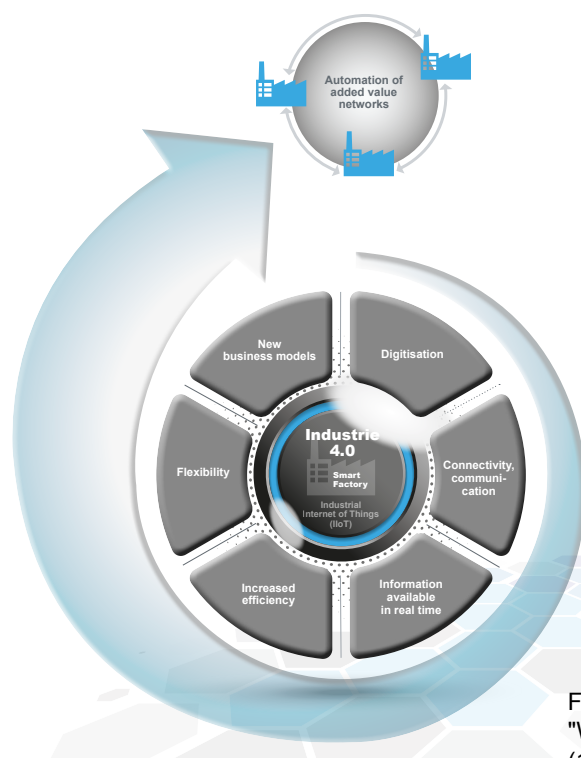 Automation of
added value
networks
New
business models
Digitisation
Flexibility
Industrie
4.0
Smart
Factory
Industrial
Internet of Things
(IIoT)
Connectivity,
communi-
cation
Increased
efficiency
Information
available
in real time